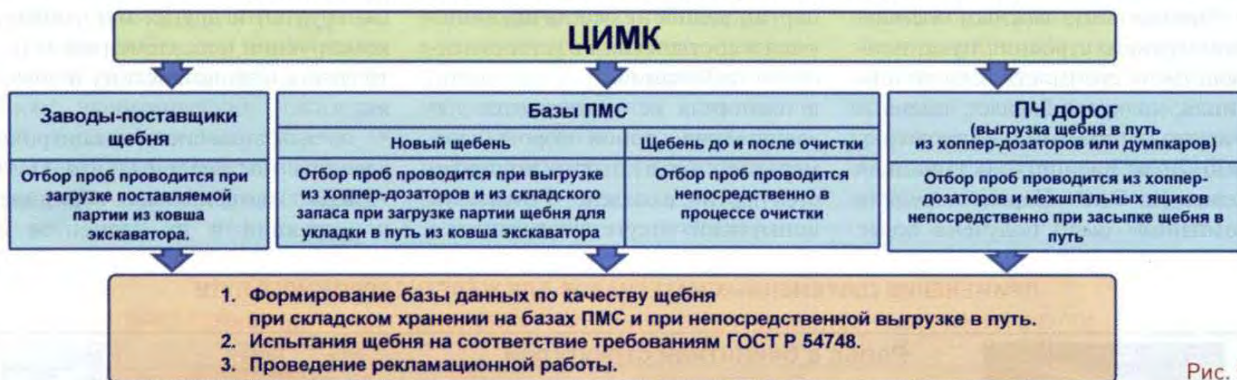 ЦИМК
Заводы-поставщики
щебня
Отбор проб проводится при
загрузке поставляемой
партии из ковша
экскаватора.
Базы ПМС
Новый щебень
Отбор проб проводится при выгрузке
из хоппер-дозаторов и из складского
запаса при загрузке партии щебня для
укладки в путь из ковша экскаватора
Щебень до и после очистки
Отбор проб проводится
непосредственно в
процессе очистки
ПЧ дорог
(выгрузка щебня в путь
из хоппер-дозаторов или думпкаров)
Отбор проб проводится из хоппер-
дозаторов и межшпальных ящиков
непосредственно при засыпке щебня в
путь
1. Формирование базы данных по качеству щебня
при складском хранении на базах ПМС и при непосредственной выгрузке в путь.
2. Испытания щебня на соответствие требованиям ГОСТ Р 54748.
3. Проведение рекламационной работы.
Рис.